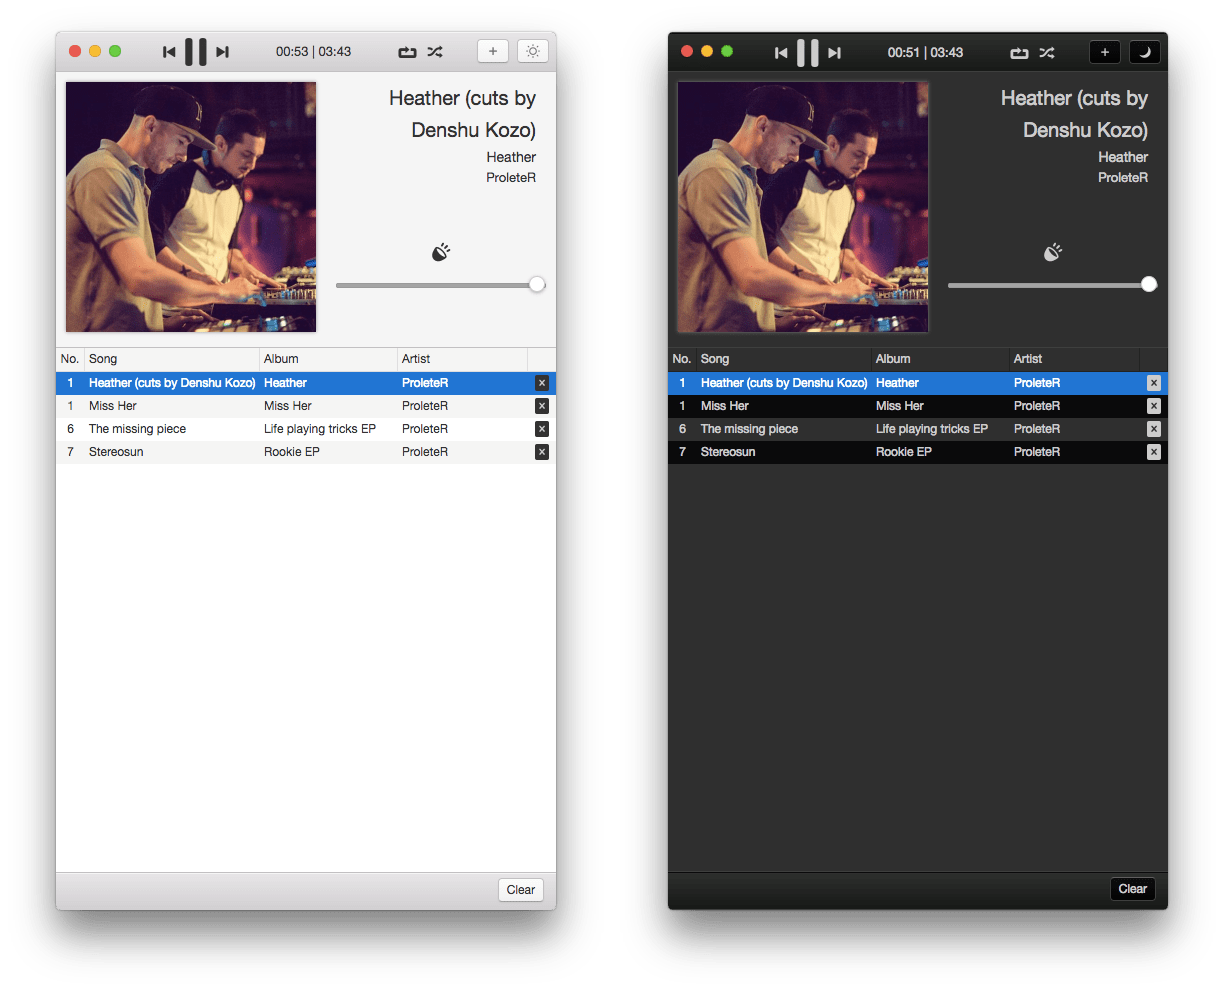 00:53 | 03:43
+
Heather (cuts by
Denshu Kozo)
Heather
ProleteR
No. Song Album Artist
1 Heather (cuts by Denshu Kozo) Heather ProleteR ×
1 Miss Her Miss Her ProleteR ×
6 The missing piece Life playing tricks EP ProleteR ×
7 Stereosun Rookie EP ProleteR ×
Clear
00:51 | 03:43
+
Heather (cuts by
Denshu Kozo)
Heather
ProleteR
No. Song Album Artist
1 Heather (cuts by Denshu Kozo) Heather ProleteR ×
1 Miss Her Miss Her ProleteR ×
6 The missing piece Life playing tricks EP ProleteR ×
7 Stereosun Rookie EP ProleteR ×
Clear